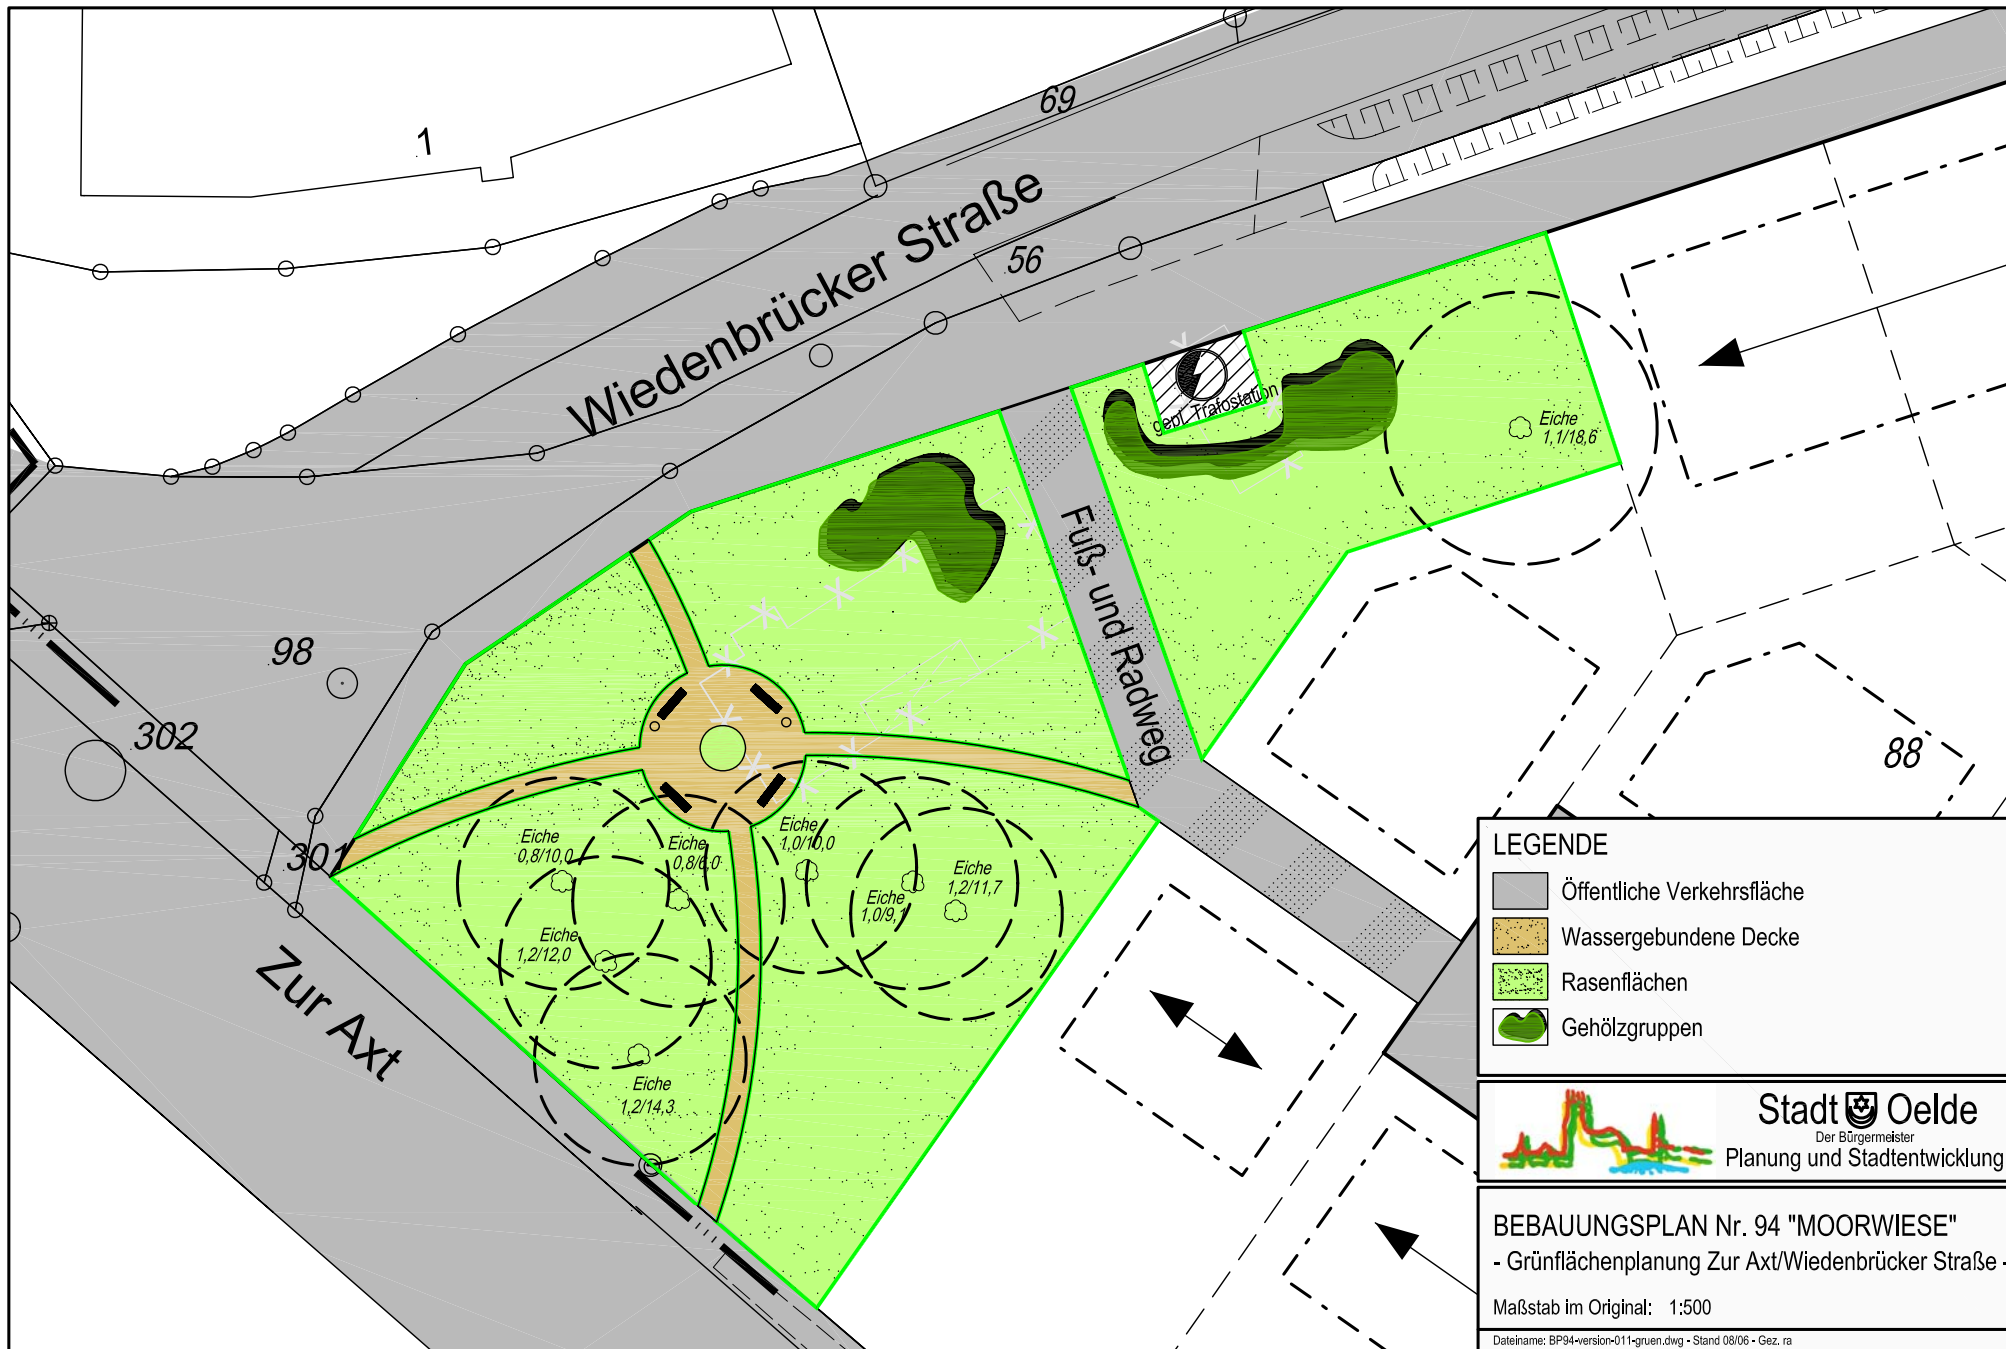 1
69
Wiedenbrücker Straße
56
gepl. Trafostation
Eiche
1,1/18,6
Fuß- und Radweg
98
302
301
88
Eiche
0,8/10,0
Eiche
0,8/6,0
Eiche
1,0/10,0
Eiche
1,2/11,7
Eiche
1,0/9,1
Eiche
1,2/12,0
Eiche
1,2/14,3
Zur Axt
LEGENDE
Öffentliche Verkehrsfläche
Wassergebundene Decke
Rasenflächen
Gehölzgruppen
Stadt Oelde
Der Bürgermeister
Planung und Stadtentwicklung
BEBAUUNGSPLAN Nr. 94 "MOORWIESE"
- Grünflächenplanung Zur Axt/Wiedenbrücker Straße -
Maßstab im Original: 1:500
Dateiname: BP94-version-011-gruen.dwg - Stand 08/06 - Gez. ra